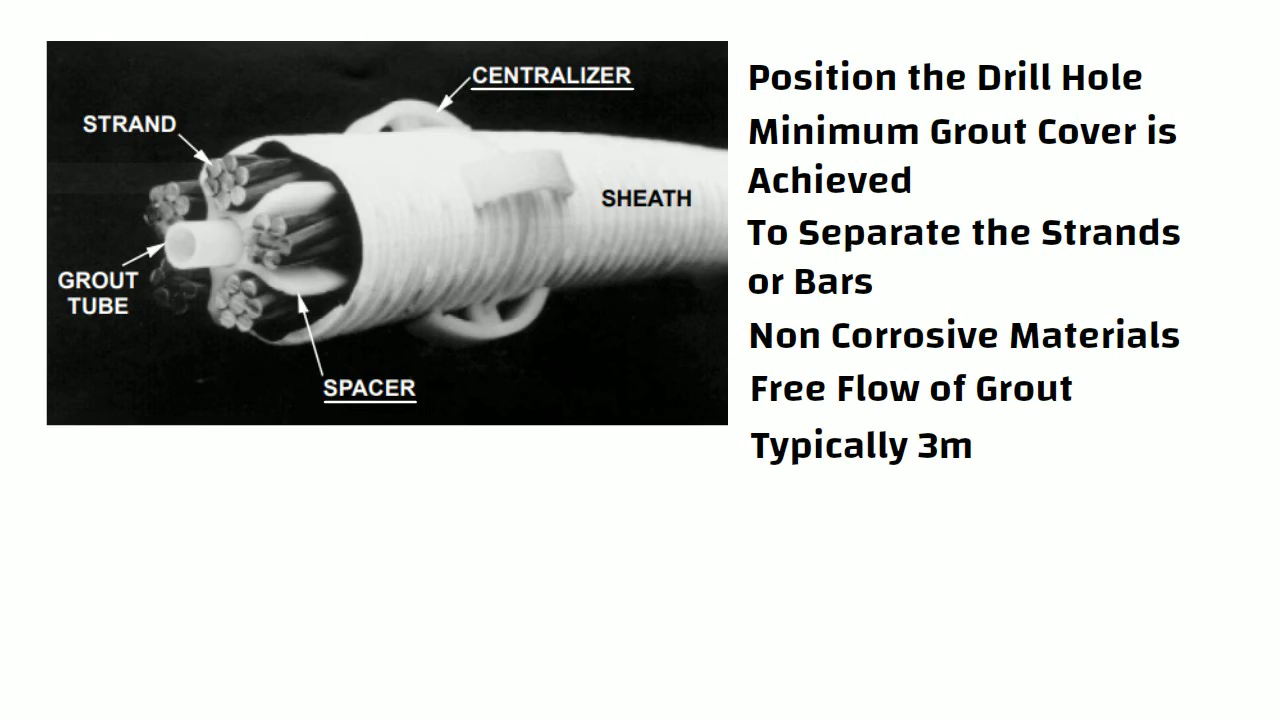 CENTRALIZER
STRAND
SHEATH
GROUT
TUBE
SPACER
Position the Drill Hole
Minimum Grout Cover is
Achieved
To Separate the Strands
or Bars
Non Corrosive Materials
Free Flow of Grout
Typically 3m